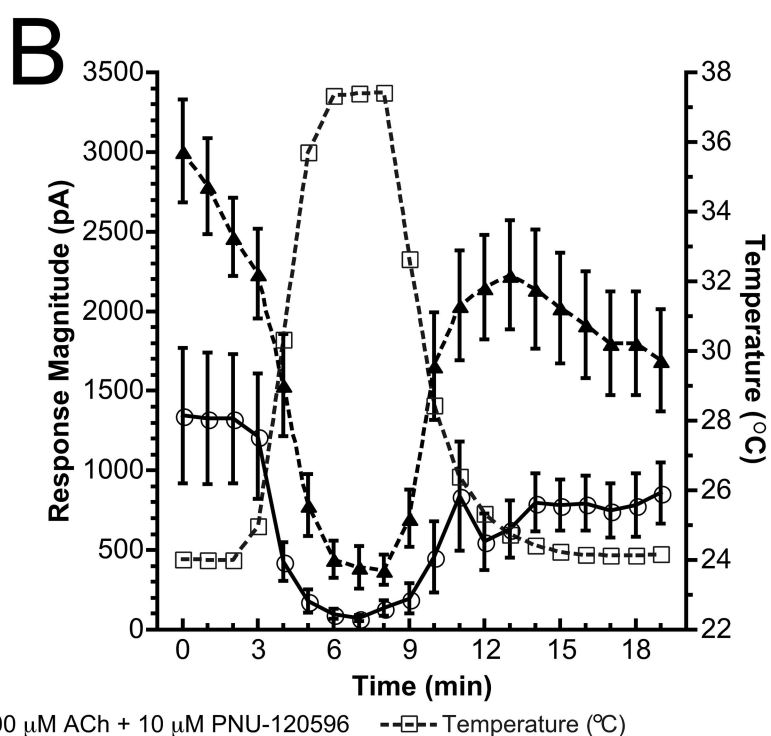 B
3500
3000
2500
2000
1500
1000
500
0
Response Magnitude (pA)
38
36
34
32
30
28
26
24
22
Temperature (°C)
0 3 6 9 12 15 18
Time (min)
00 μM ACh + 10 μM PNU-120596 Temperature (°C)